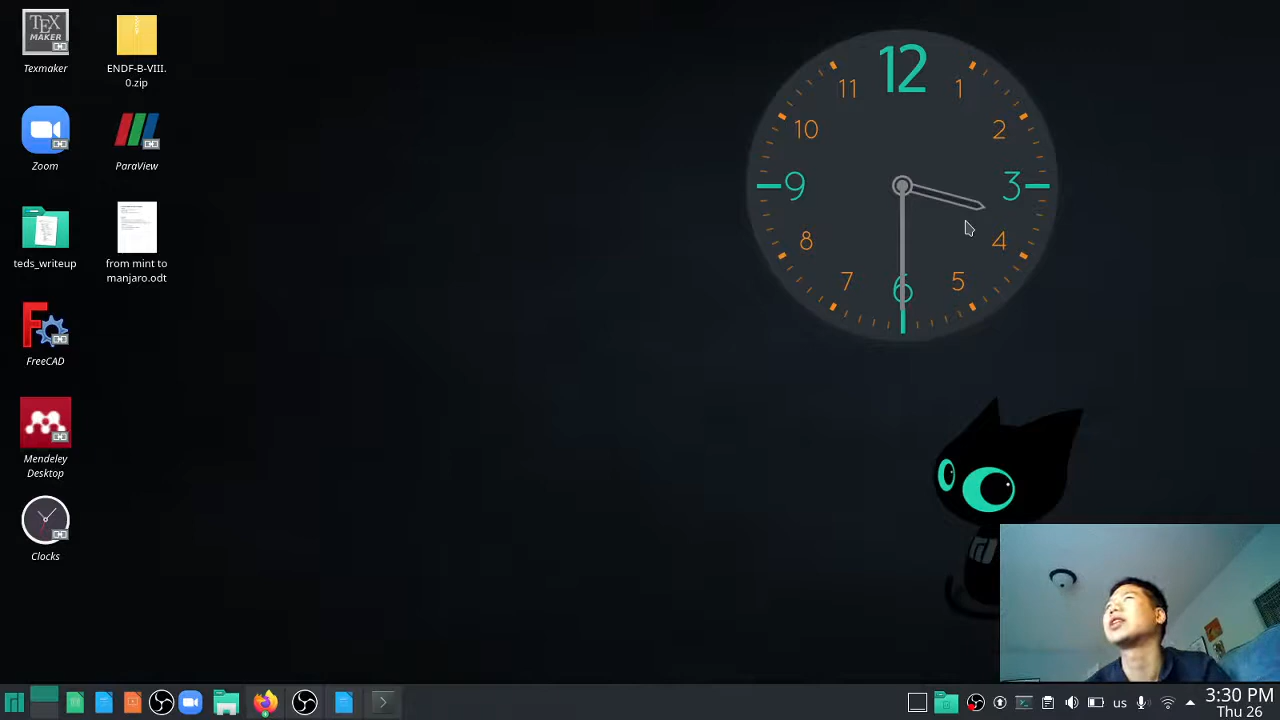 TEX
MAKER
Texmaker
ENDF-B-VIII.
0.zip
Zoom
ParaView
teds_writeup
from mint to
manjaro.odt
FreeCAD
Mendeley
Desktop
Clocks
12
11
1
10
2
9
3
8
4
7
5
6
us
3:30 PM
Thu 26